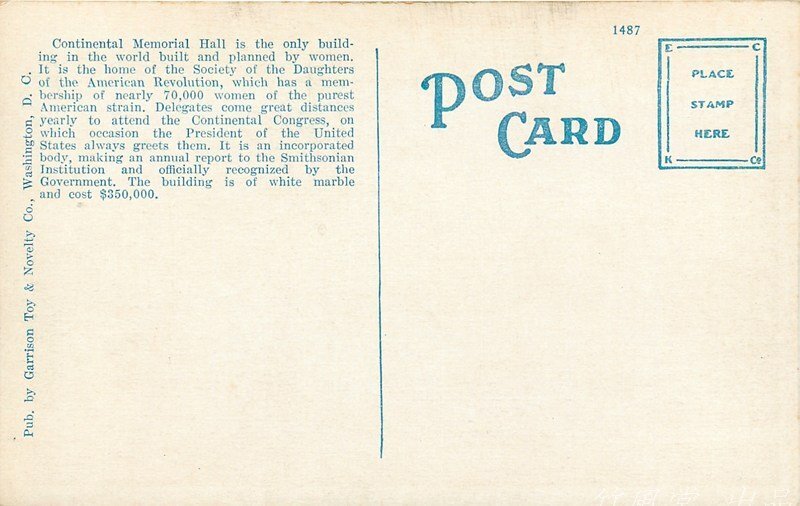 Continental Memorial Hall is the only build-
ing in the world built and planned by women.
It is the home of the Society of the Daughters
of the American Revolution, which has a mem-
bership of nearly 70,000 women of the purest
American strain. Delegates come great distances
yearly to attend the Continental Congress, on
which occasion the President of the United
States always greets them. It is an incorporated
body, making an annual report to the Smithsonian
Institution and officially recognized by the
Government. The building is of white marble
and cost $350,000.
Pub. by Garrison Toy & Novelty Co., Washington, D. C.
1487
POST
CARD
E C
PLACE
STAMP
HERE
K Co